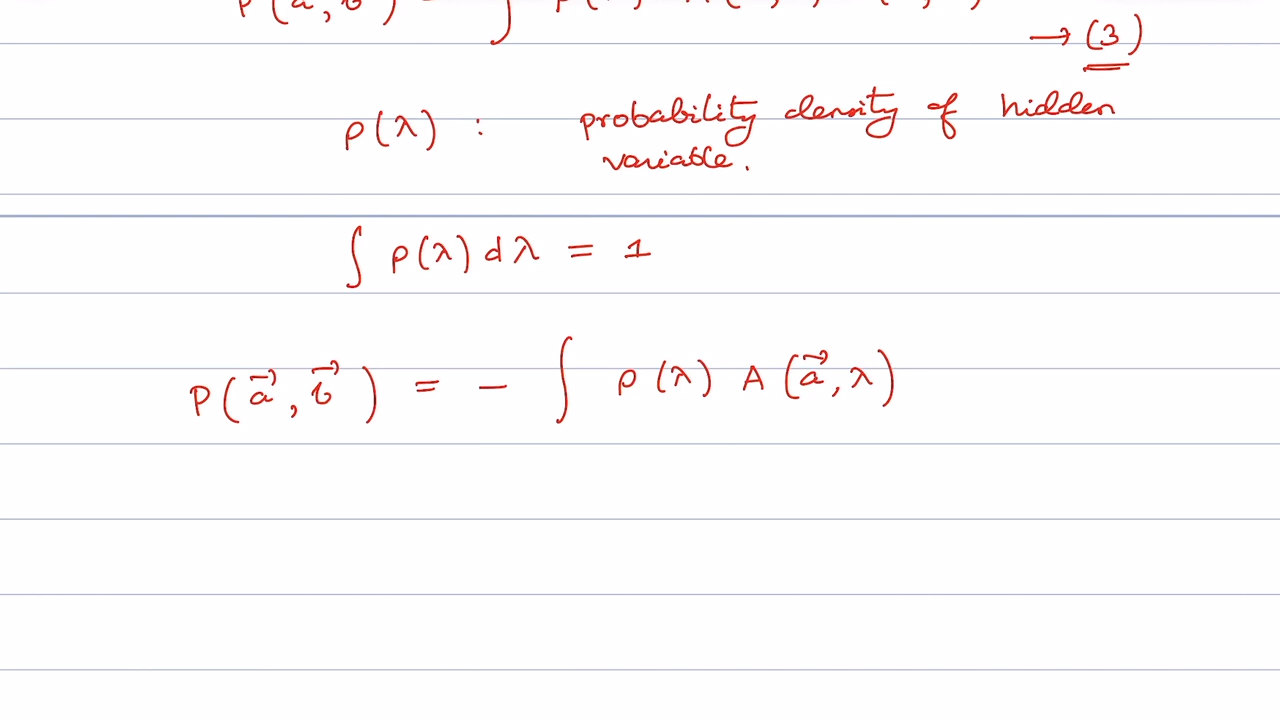 P(a⃗, b⃗) =
→ (3)
ρ(λ) : probability density of hidden
variable.
∫ ρ(λ) dλ = 1
P(a⃗, b⃗) = − ∫ ρ(λ) A(a⃗, λ)